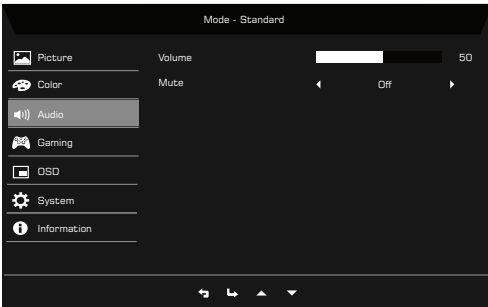 Mode - Standard
Picture
Volume 50
Color
Mute Off
Audio
Gaming
OSD
System
Information